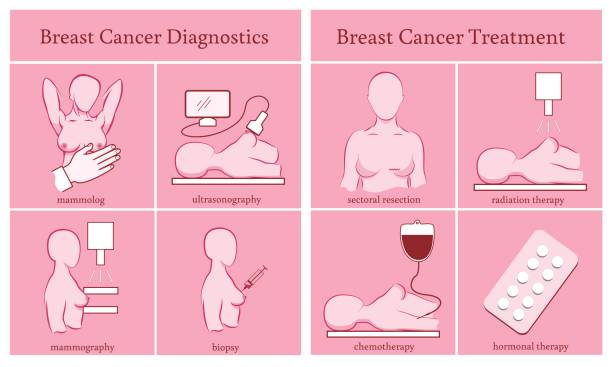 Breast Cancer Diagnostics
mammolog
ultrasonography
mammography
biopsy
Breast Cancer Treatment
sectoral resection
radiation therapy
chemotherapy
hormonal therapy